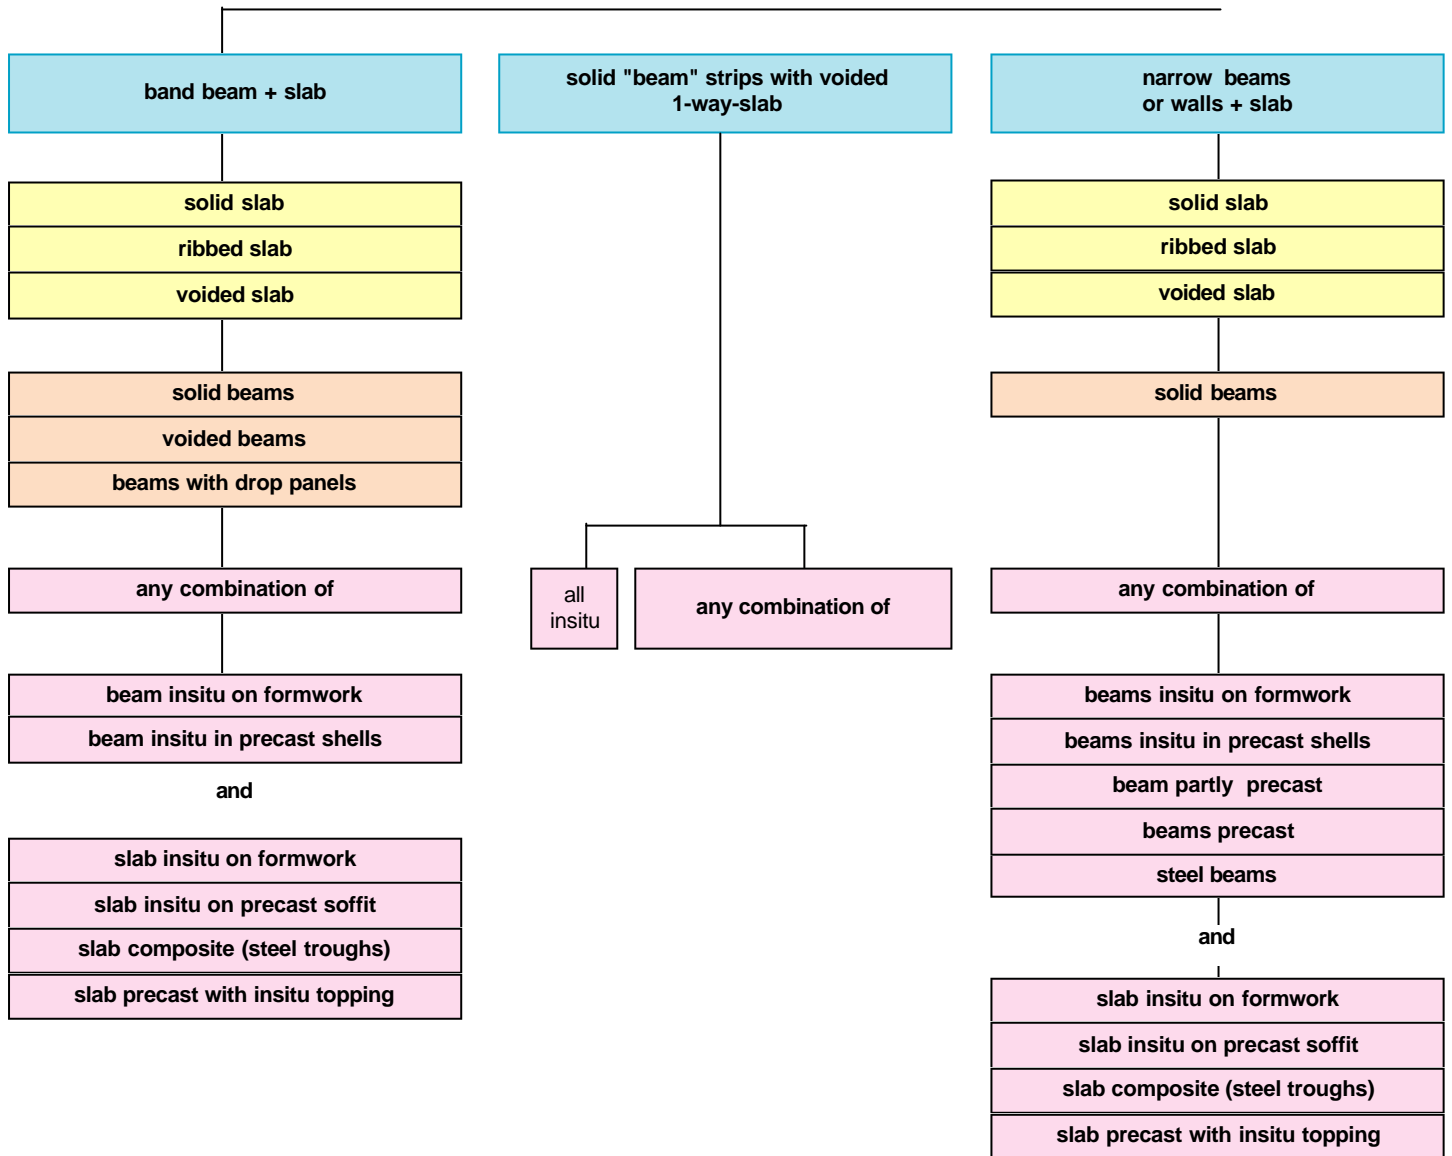 band beam + slab
solid slab
ribbed slab
voided slab
solid beams
voided beams
beams with drop panels
any combination of
beam insitu on formwork
beam insitu in precast shells
and
slab insitu on formwork
slab insitu on precast soffit
slab composite (steel troughs)
slab precast with insitu topping
solid "beam" strips with voided
1-way-slab
all
insitu
any combination of
narrow beams
or walls + slab
solid slab
ribbed slab
voided slab
solid beams
any combination of
beams insitu on formwork
beams insitu in precast shells
beam partly precast
beams precast
steel beams
and
slab insitu on formwork
slab insitu on precast soffit
slab composite (steel troughs)
slab precast with insitu topping